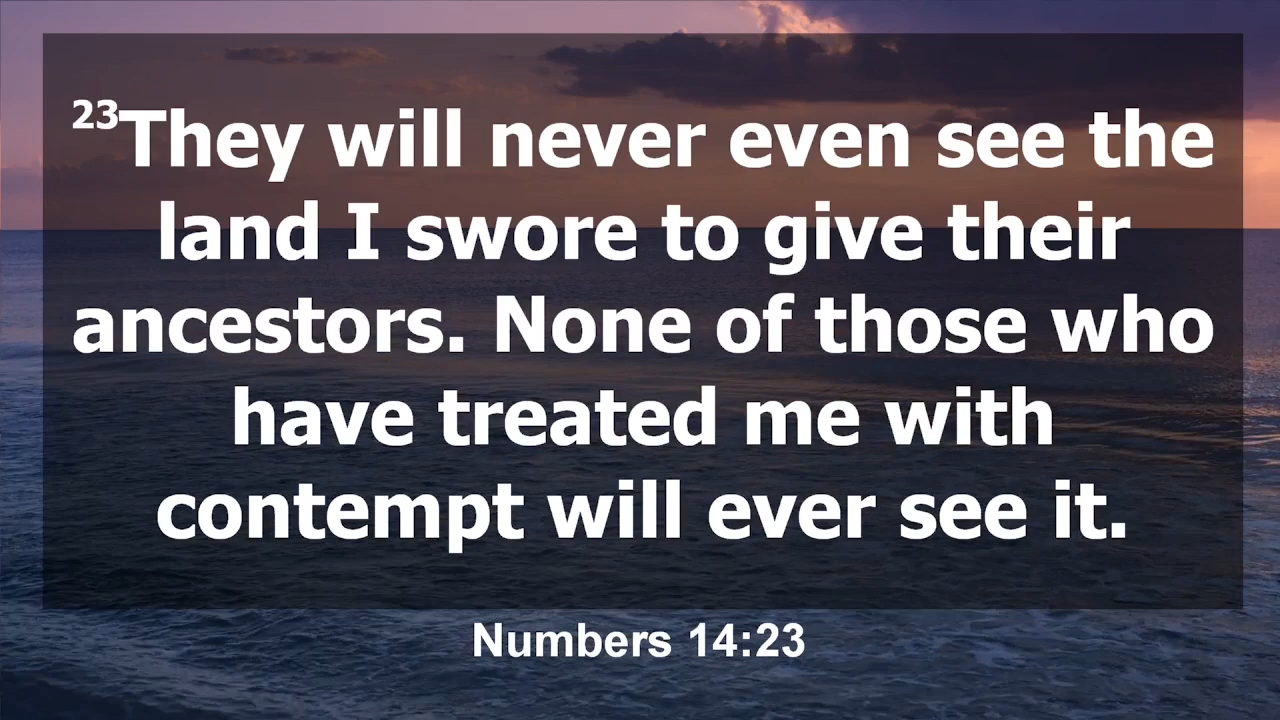 23They will never even see the
land I swore to give their
ancestors. None of those who
have treated me with
contempt will ever see it.
Numbers 14:23